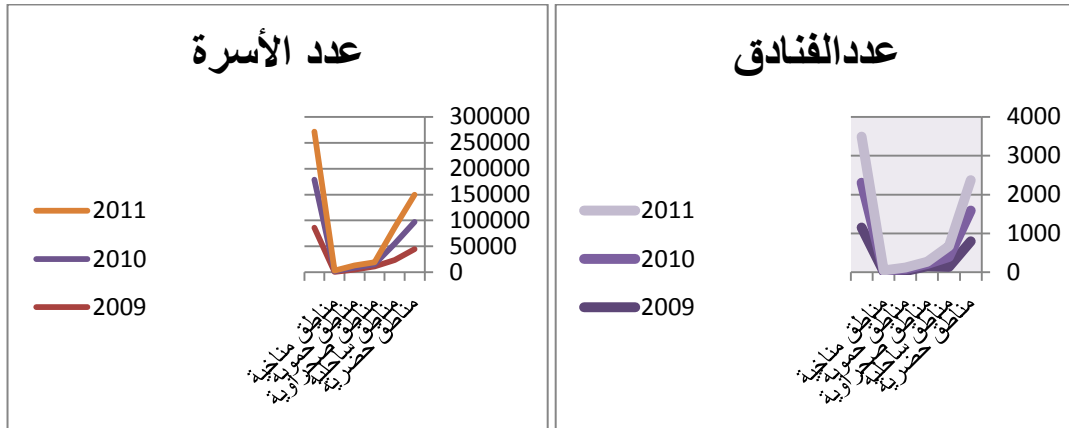 عددالفنادق
4000
3000
2000
1000
0
2011
2010
2009
مناطق حضرية
مناطق ساحلية
مناطق صحراوية
مناطق حموية
مناطق مناخية
عدد الأسرة
300000
250000
200000
150000
100000
50000
0
2011
2010
2009
مناطق حضرية
مناطق ساحلية
مناطق صحراوية
مناطق حموية
مناطق مناخية